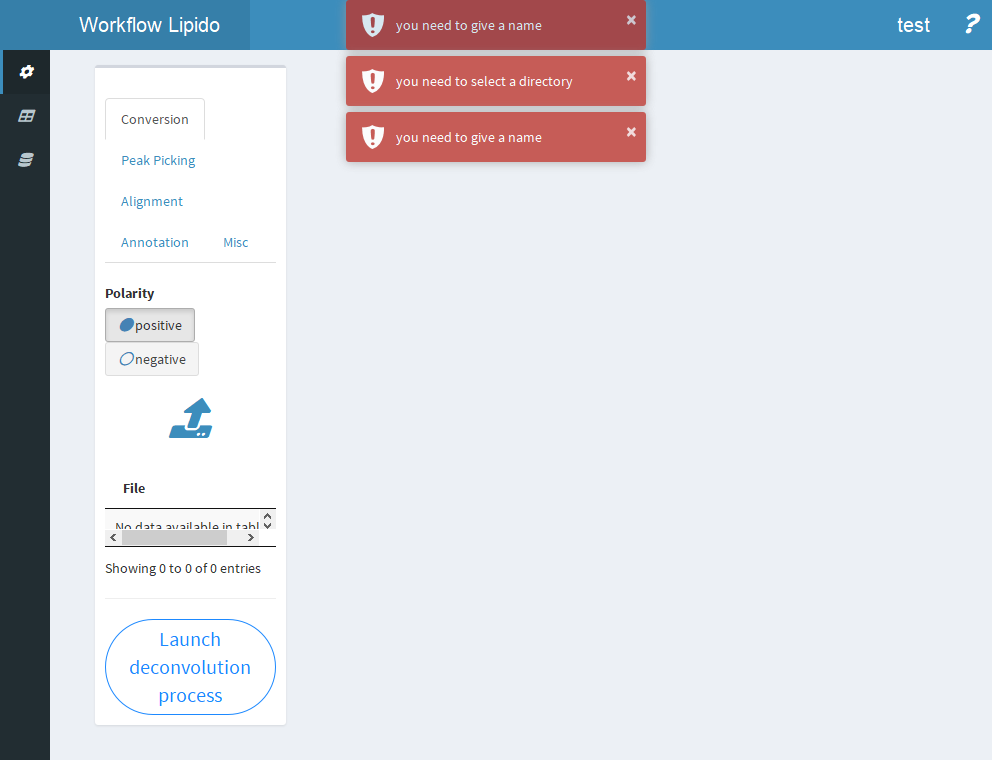 Workflow Lipido
test
?
you need to give a name
×
you need to select a directory
×
you need to give a name
×
Conversion
Peak Picking
Alignment
Annotation Misc
Polarity
positive
negative
File
No data available in tabl
Showing 0 to 0 of 0 entries
Launch
deconvolution
process